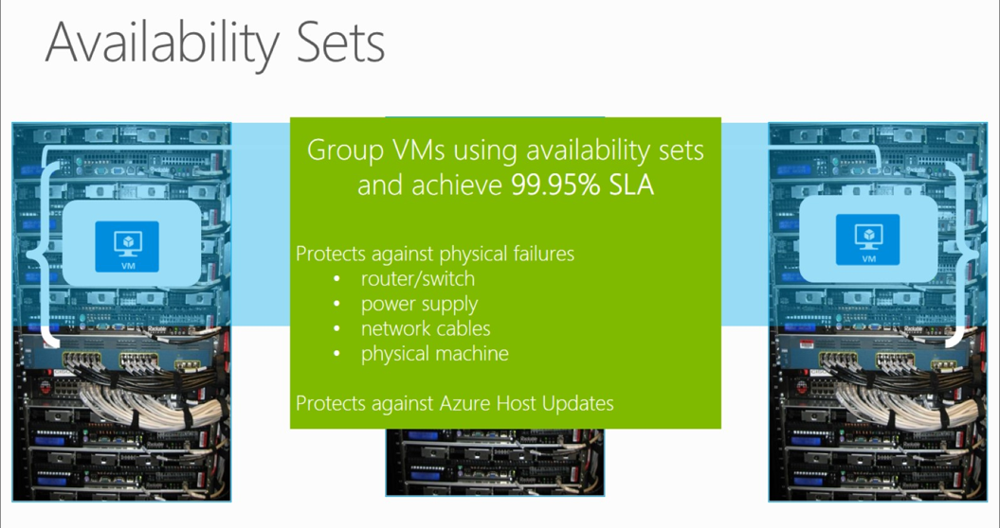 Availability Sets
Group VMs using availability sets
and achieve 99.95% SLA
Protects against physical failures
• router/switch
• power supply
• network cables
• physical machine
Protects against Azure Host Updates
VM
VM